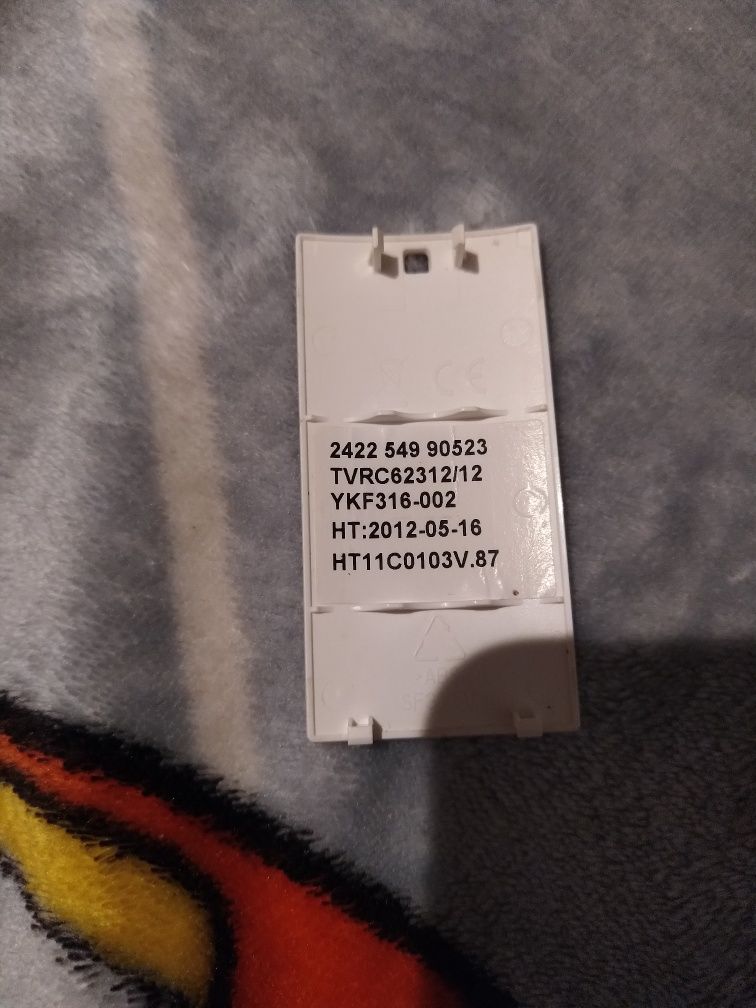 CE
2422 549 90523
TVRC62312/12
YKF316-002
HT:2012-05-16
HT11C0103V.87